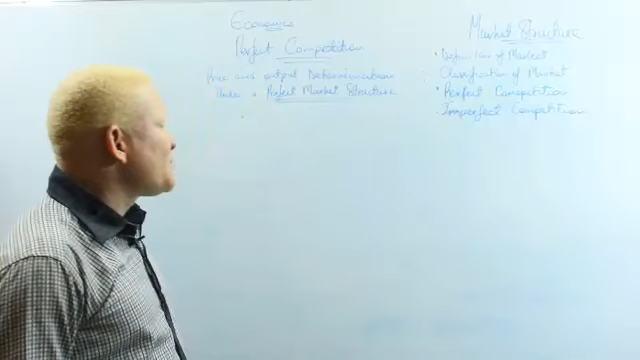 Economics
Perfect Competition
Price and output Determination
Under a Perfect Market Structure
Market Structure
Definition of Market
Classification of Market
Perfect Competition
Imperfect Competition